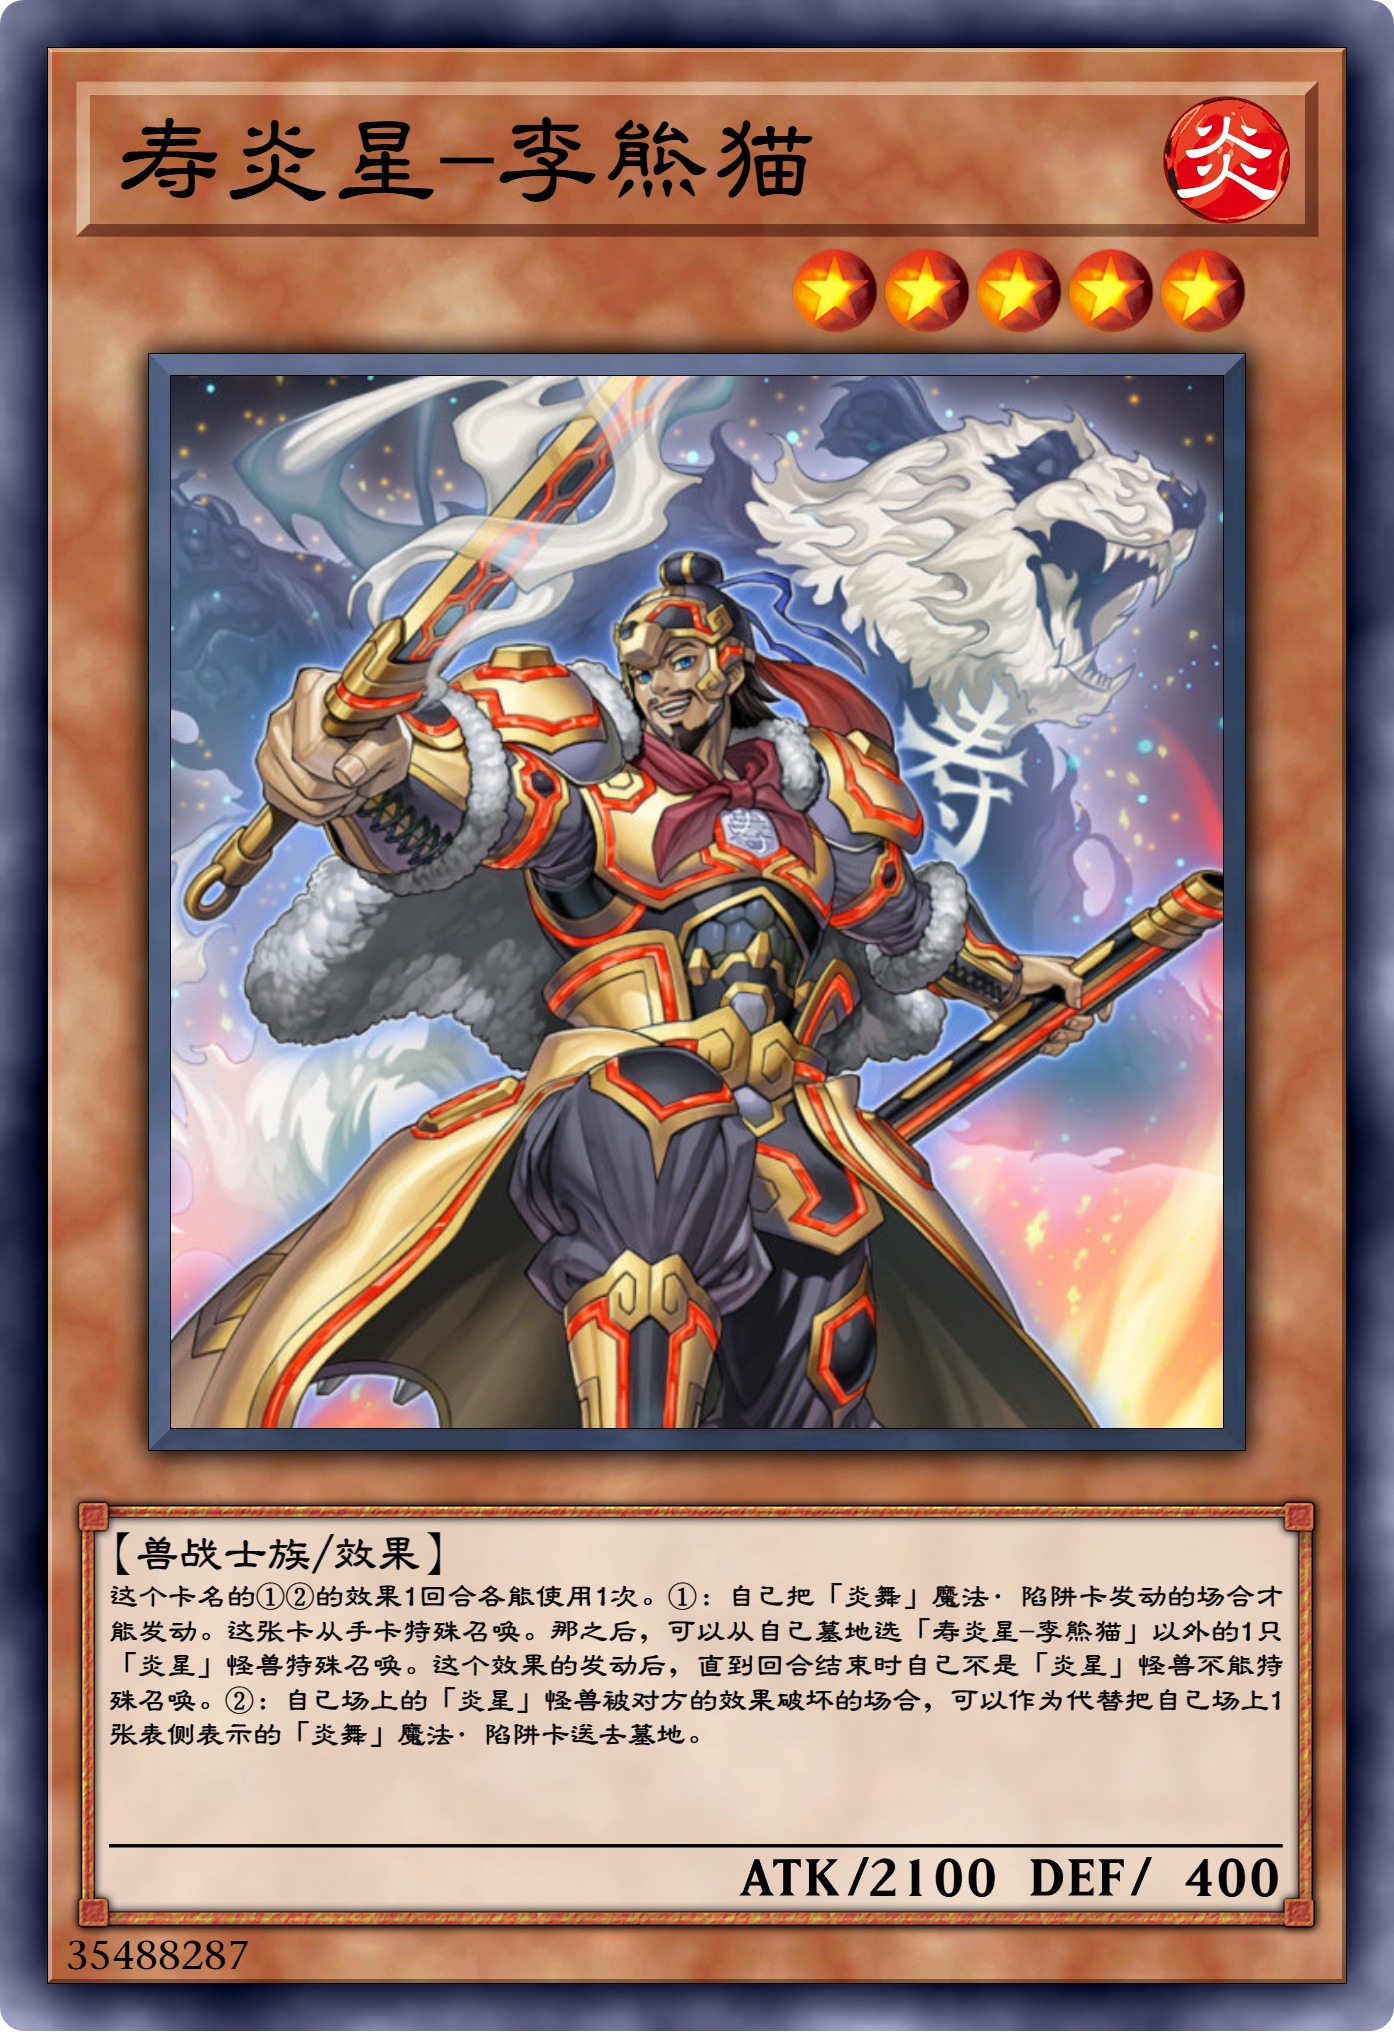 寿炎星-李熊猫
炎
寿
【兽战士族/效果】
这个卡名的①②的效果1回合各能使用1次。①：自己把「炎舞」魔法·陷阱卡发动的场合才
能发动。这张卡从手卡特殊召唤。那之后，可以从自己墓地选「寿炎星-李熊猫」以外的1只
「炎星」怪兽特殊召唤。这个效果的发动后，直到回合结束时自己不是「炎星」怪兽不能特
殊召唤。②：自己场上的「炎星」怪兽被对方的效果破坏的场合，可以作为代替把自己场上1
张表侧表示的「炎舞」魔法·陷阱卡送去墓地。
ATK/2100 DEF/ 400
35488287